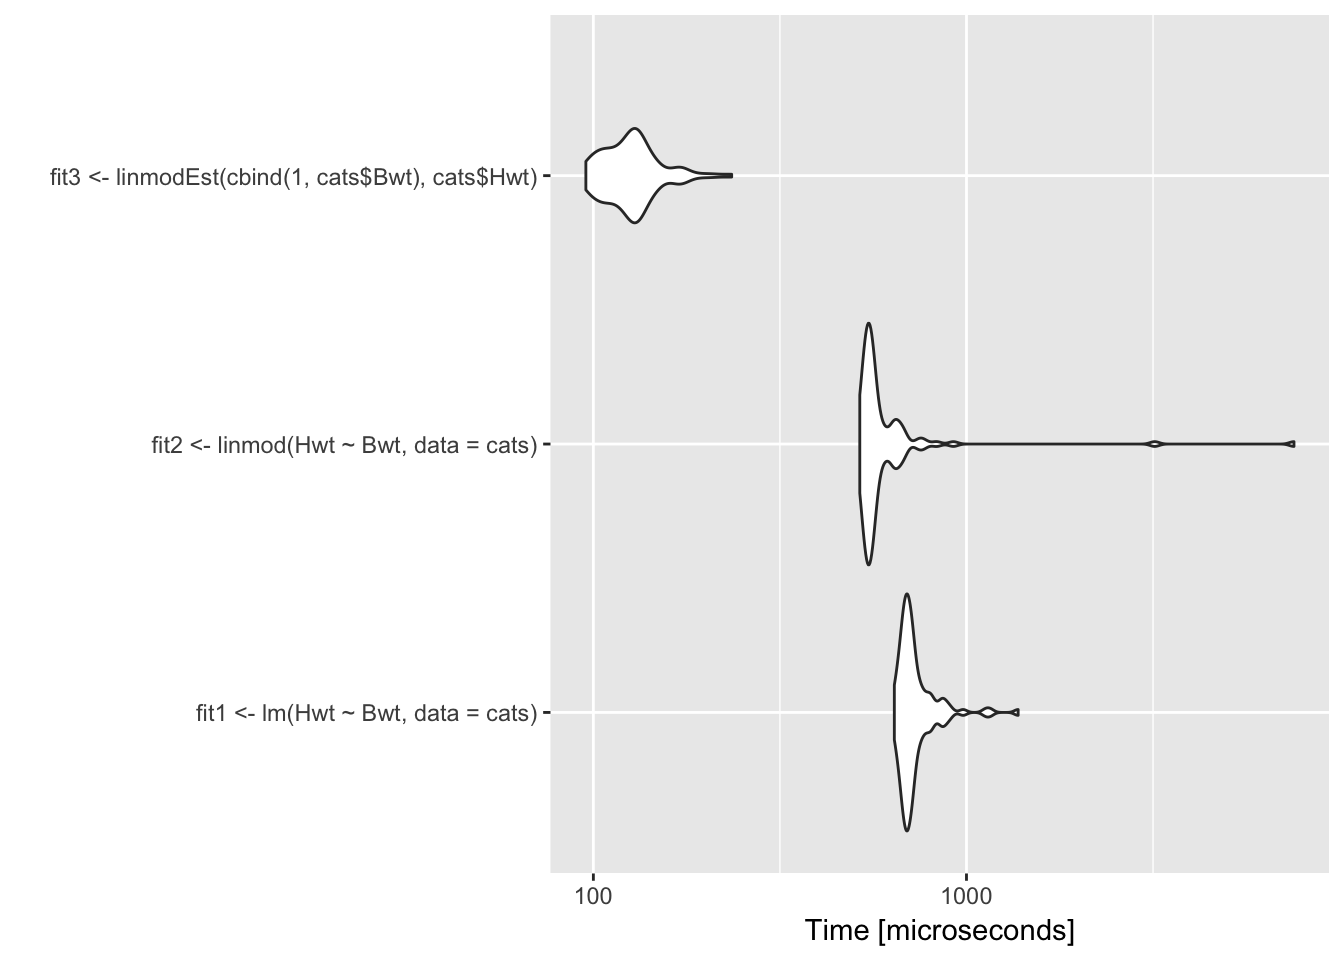 fit3 <- linmodEst(cbind(1, cats$Bwt), cats$Hwt)
fit2 <- linmod(Hwt ~ Bwt, data = cats)
fit1 <- lm(Hwt ~ Bwt, data = cats)
100 1000
Time [microseconds]